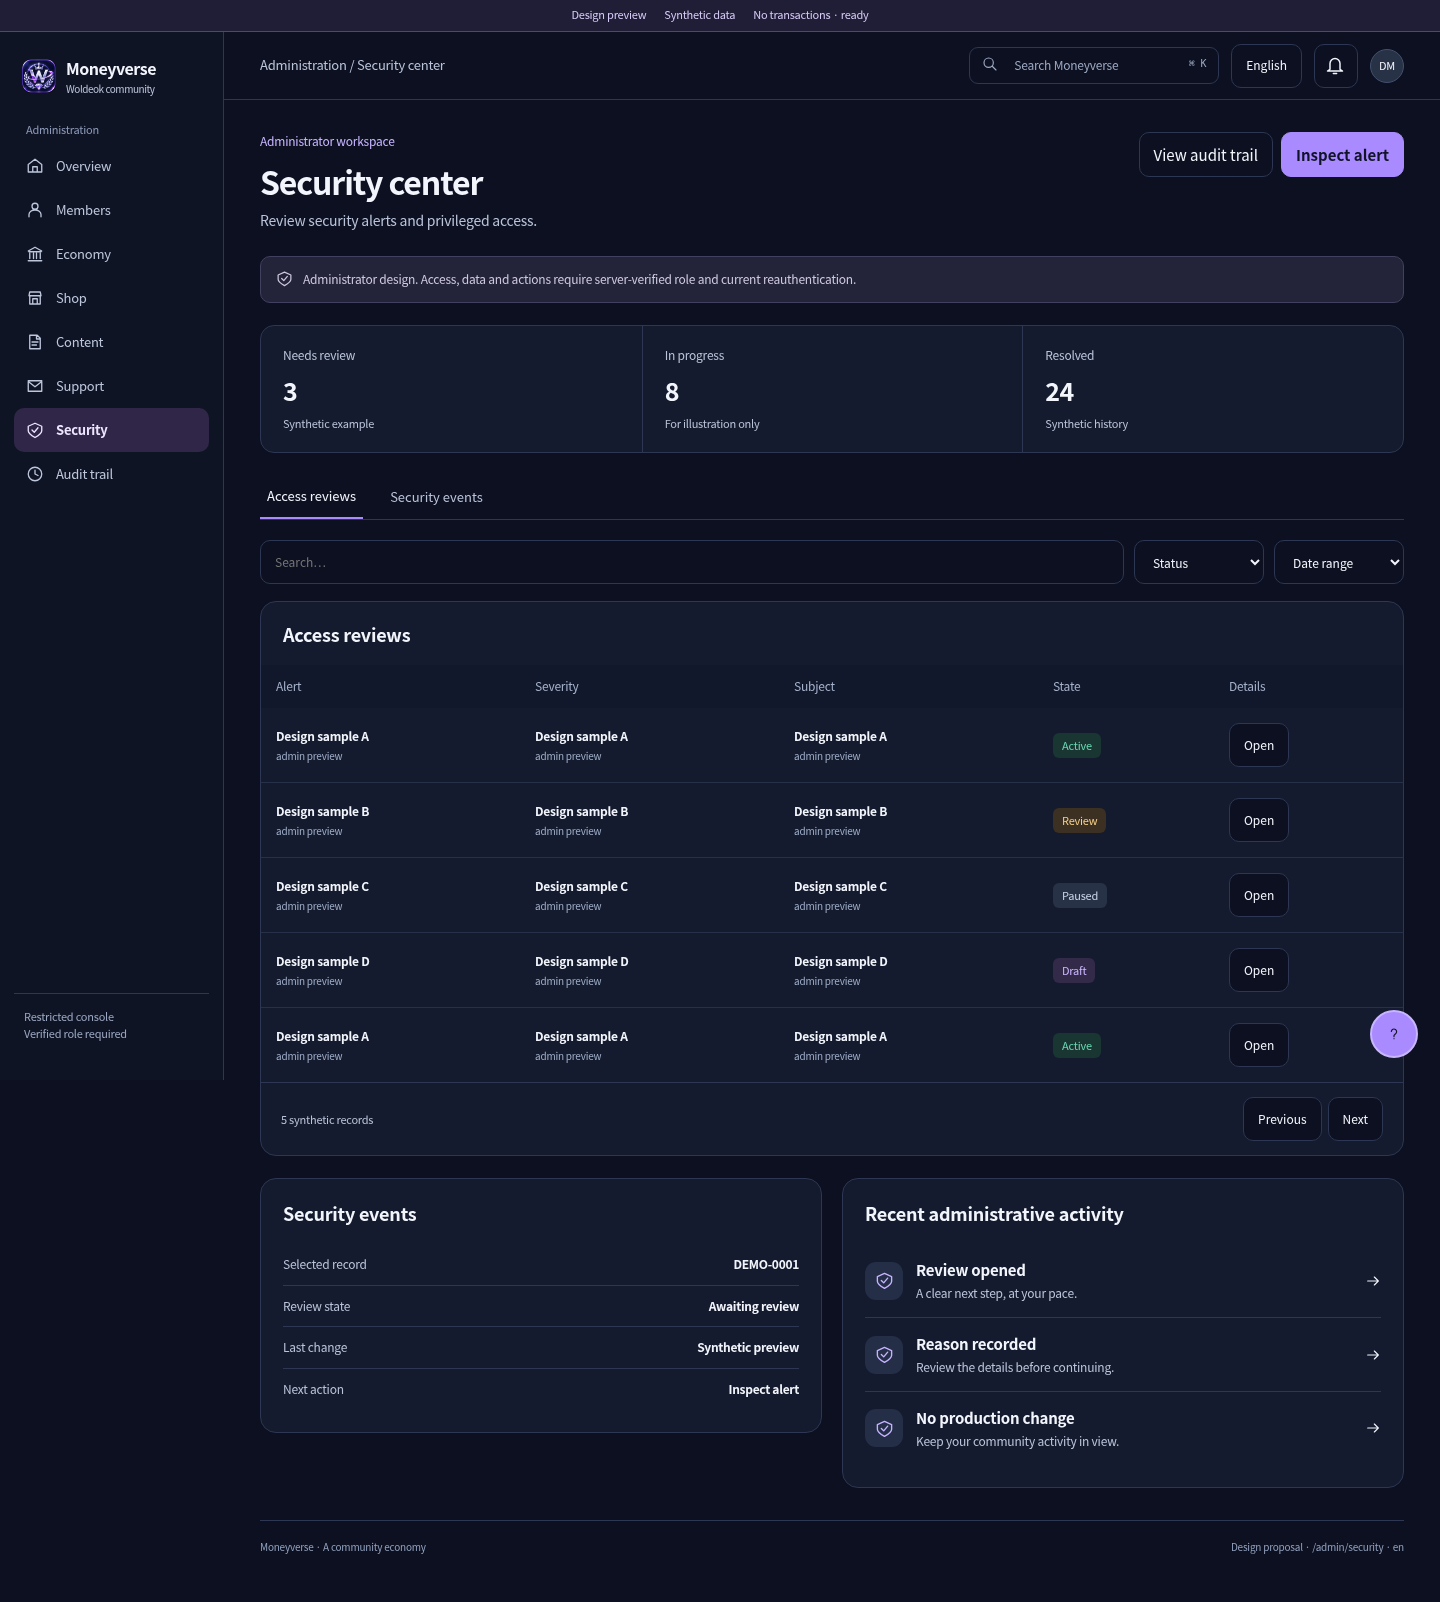 Design preview Synthetic data No transactions · ready
Moneyverse
Woldeok community
Administration
Overview
Members
Economy
Shop
Content
Support
Security
Audit trail
Restricted console
Verified role required
Administration / Security center
Search Moneyverse ⌘ K
English
DM
Administrator workspace
Security center
Review security alerts and privileged access.
View audit trail
Inspect alert
Administrator design. Access, data and actions require server-verified role and current reauthentication.
Needs review
3
Synthetic example
In progress
8
For illustration only
Resolved
24
Synthetic history
Access reviews Security events
Search… Status Date range
Access reviews
Alert Severity Subject State Details
Design sample A Design sample A Design sample A Active Open
admin preview admin preview admin preview
Design sample B Design sample B Design sample B Review Open
admin preview admin preview admin preview
Design sample C Design sample C Design sample C Paused Open
admin preview admin preview admin preview
Design sample D Design sample D Design sample D Draft Open
admin preview admin preview admin preview
Design sample A Design sample A Design sample A Active Open
admin preview admin preview admin preview
?
5 synthetic records Previous Next
Security events
Selected record DEMO-0001
Review state Awaiting review
Last change Synthetic preview
Next action Inspect alert
Recent administrative activity
Review opened
A clear next step, at your pace.
Reason recorded
Review the details before continuing.
No production change
Keep your community activity in view.
Moneyverse · A community economy
Design proposal · /admin/security · en